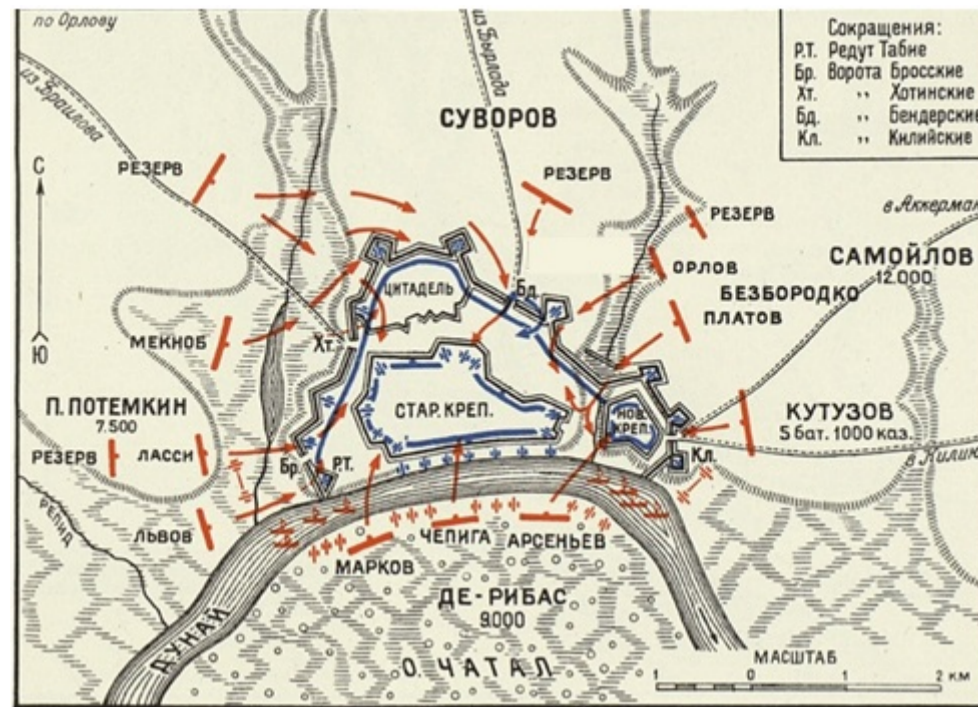 по Орлову
из Бырлада
Сокращения:
Р.Т. Редут Табие
Бр. Ворота Бросские
Хт. ,, Хотинские
Бд. ,, Бендерские
Кл. ,, Килийские
из Браилова
СУВОРОВ
С
Ю
РЕЗЕРВ
РЕЗЕРВ
РЕЗЕРВ
в Аккерман
САМОЙЛОВ
12.000
ОРЛОВ
БЕЗБОРОДКО
ПЛАТОВ
ЦИТАДЕЛЬ
Бд.
Хт.
МЕКНОБ
П. ПОТЕМКИН
7.500
РЕЗЕРВ
ЛАССИ
СТАР. КРЕП.
НОВ.
КРЕП.
КУТУЗОВ
5 бат. 1000 каз.
в Килию
Бр.
Р.Т.
Кл.
РЕПИД
ЛЬВОВ
ЧЕПИГА
АРСЕНЬЕВ
МАРКОВ
ДЕ-РИБАС
9.000
ДУНАЙ
О. ЧАТАЛ
МАСШТАБ
1 0 1 2 км